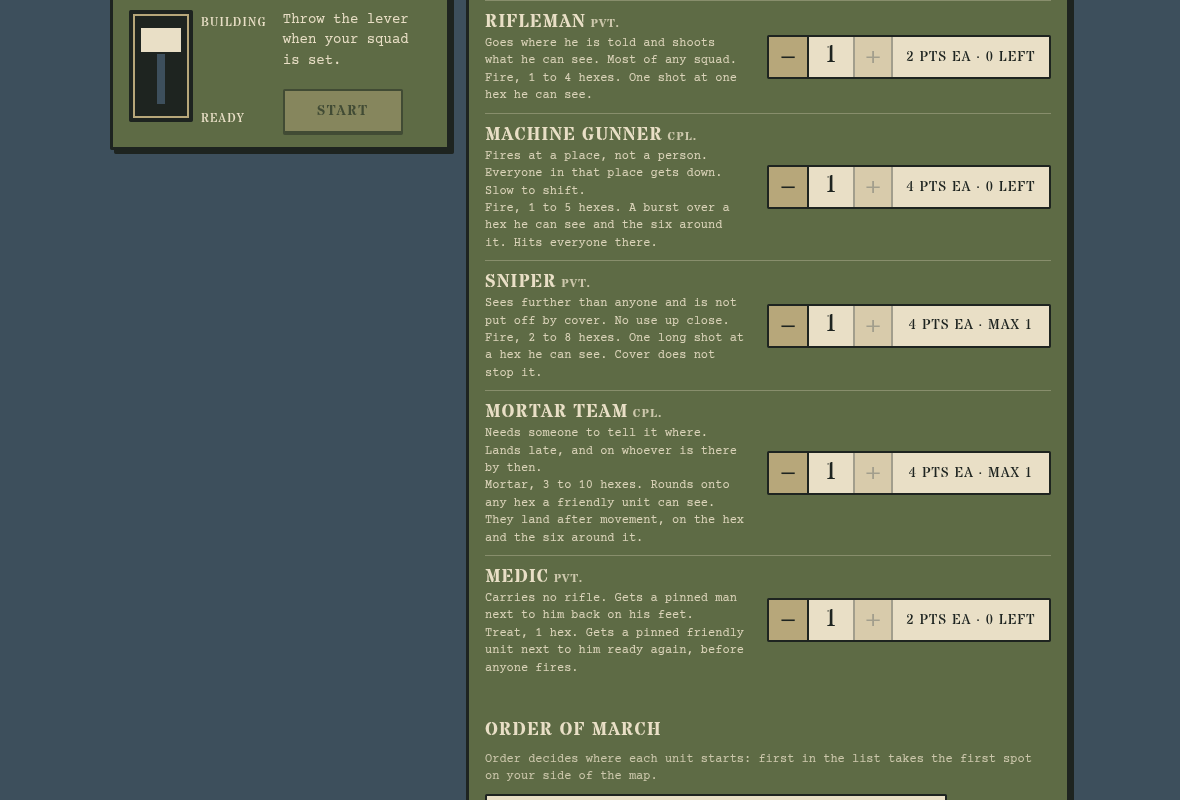 BUILDING
READY
Throw the lever
when your squad
is set.
START
RIFLEMAN PVT.
Goes where he is told and shoots
what he can see. Most of any squad.
Fire, 1 to 4 hexes. One shot at one
hex he can see.
− 1 + 2 PTS EA · 0 LEFT
MACHINE GUNNER CPL.
Fires at a place, not a person.
Everyone in that place gets down.
Slow to shift.
Fire, 1 to 5 hexes. A burst over a
hex he can see and the six around
it. Hits everyone there.
− 1 + 4 PTS EA · 0 LEFT
SNIPER PVT.
Sees further than anyone and is not
put off by cover. No use up close.
Fire, 2 to 8 hexes. One long shot at
a hex he can see. Cover does not
stop it.
− 1 + 4 PTS EA · MAX 1
MORTAR TEAM CPL.
Needs someone to tell it where.
Lands late, and on whoever is there
by then.
Mortar, 3 to 10 hexes. Rounds onto
any hex a friendly unit can see.
They land after movement, on the hex
and the six around it.
− 1 + 4 PTS EA · MAX 1
MEDIC PVT.
Carries no rifle. Gets a pinned man
next to him back on his feet.
Treat, 1 hex. Gets a pinned friendly
unit next to him ready again, before
anyone fires.
− 1 + 2 PTS EA · 0 LEFT
ORDER OF MARCH
Order decides where each unit starts: first in the list takes the first spot
on your side of the map.